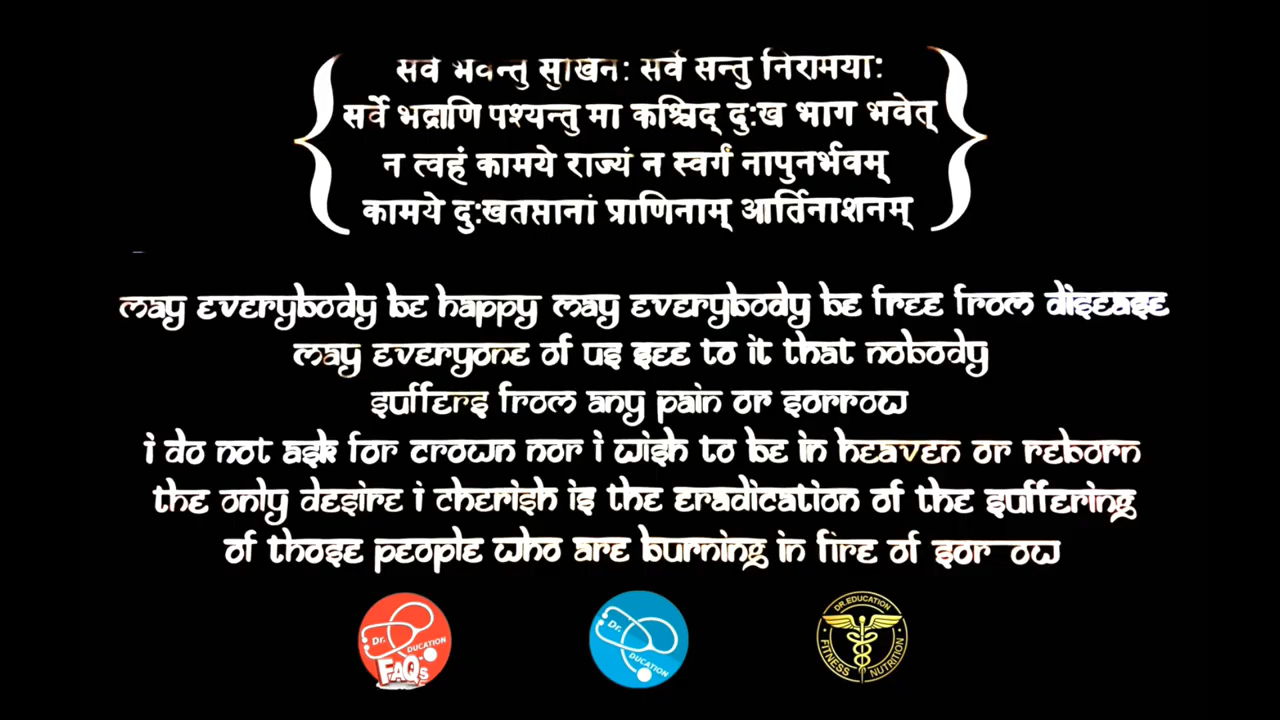 सर्वे भवन्तु सुखिन: सर्वे सन्तु निरामया:
सर्वे भद्राणि पश्यन्तु मा कश्चिद् दु:ख भाग भवेत्
न त्वहं कामये राज्यं न स्वर्गं नापुनर्भवम्
कामये दु:खतप्तानां प्राणिनाम् आर्तिनाशनम्
may everybody be happy may everybody be free from disease
may everyone of us see to it that nobody
suffers from any pain or sorrow
i do not ask for crown nor i wish to be in heaven or reborn
the only desire i cherish is the eradication of the suffering
of those people who are burning in fire of sor ow
Dr. DUCATION FAQs
DUCATION
DR.EDUCATION FITNESS NUTRITION